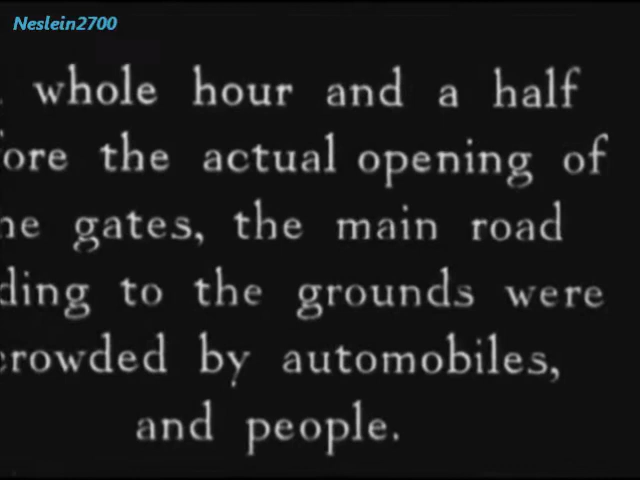 Neslein2700
whole hour and a half
ore the actual opening of
he gates, the main road
ding to the grounds were
crowded by automobiles,
and people.